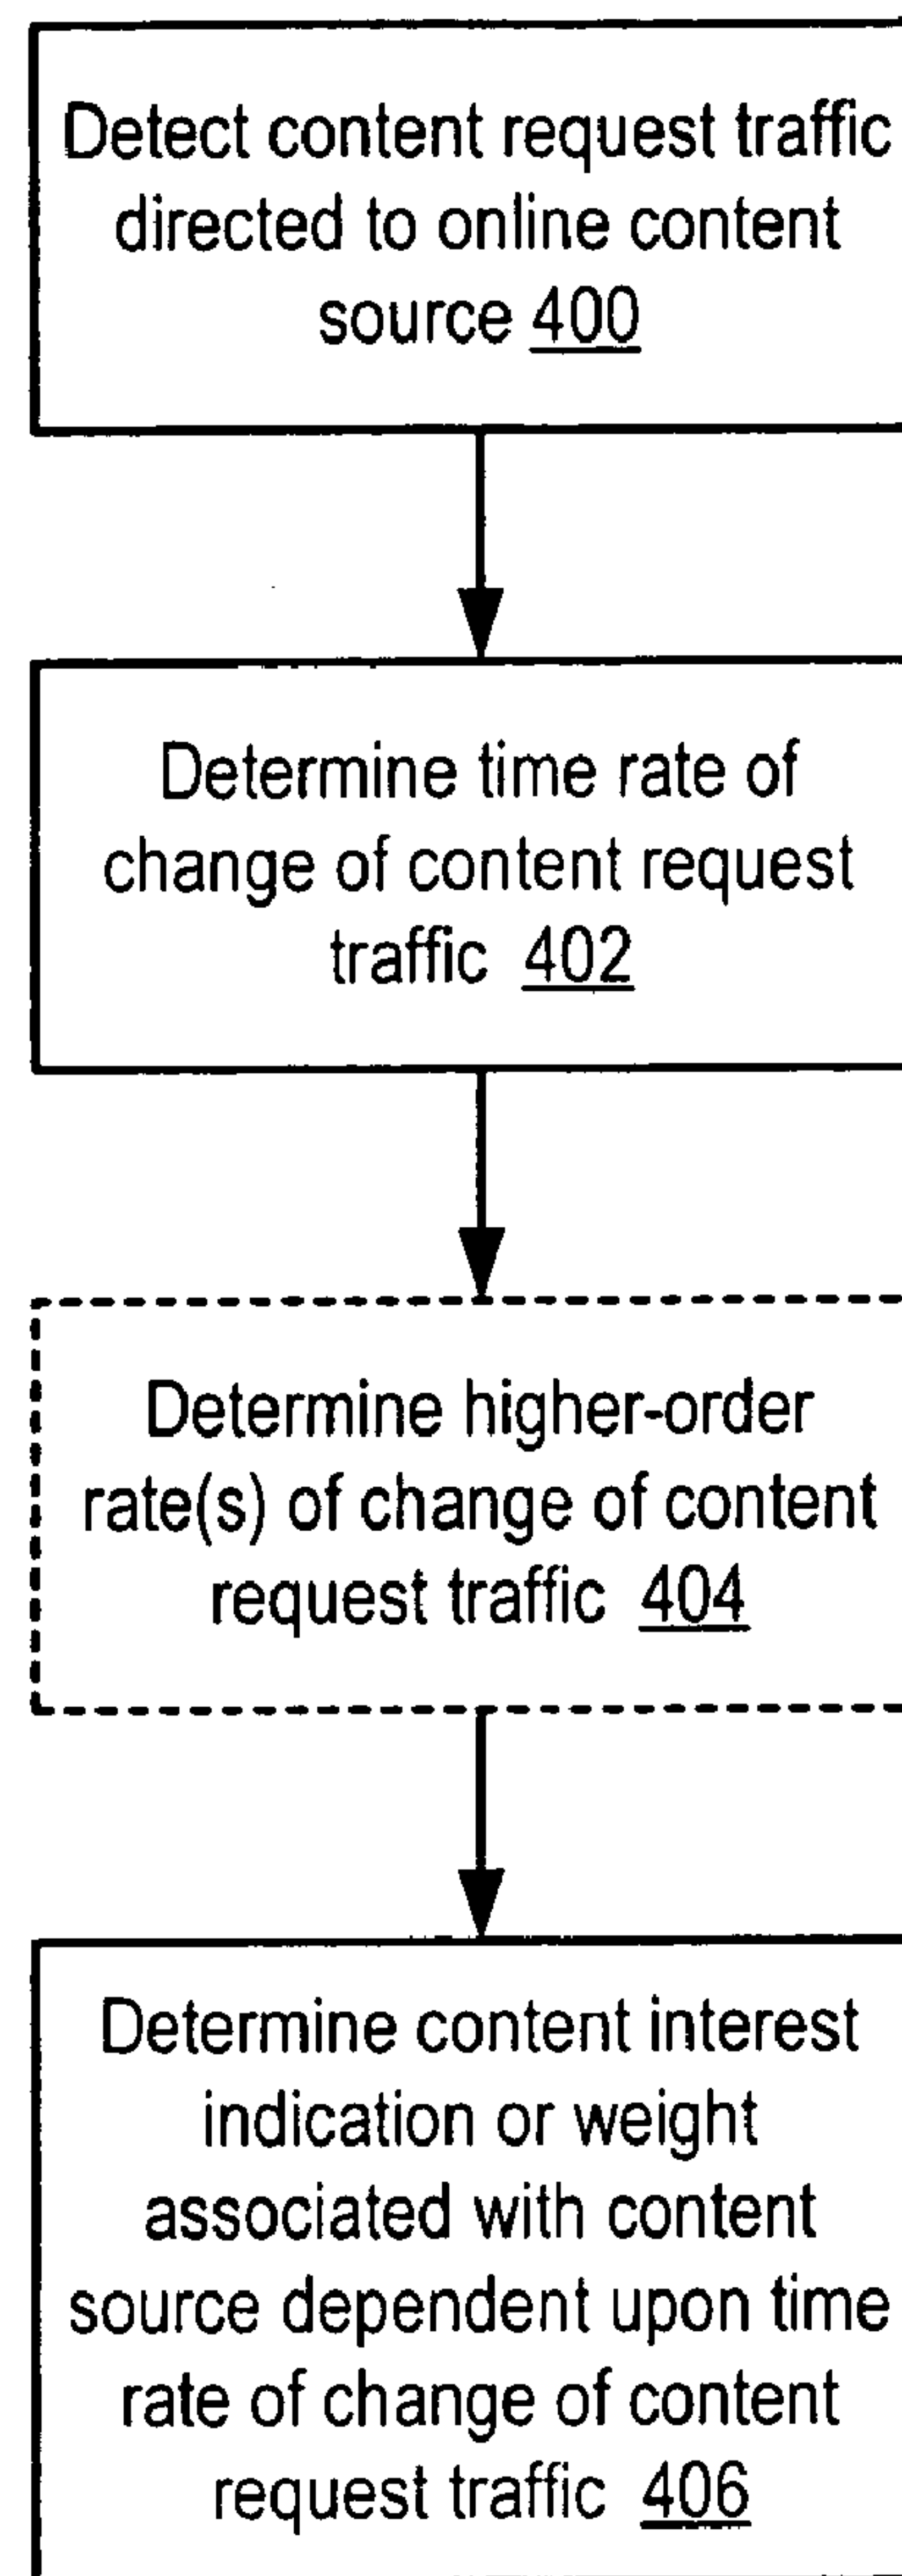 Detect content request traffic
directed to online content
source 400
Determine time rate of
change of content request
traffic 402
Determine higher-order
rate(s) of change of content
request traffic 404
Determine content interest
indication or weight
associated with content
source dependent upon time
rate of change of content
request traffic 406